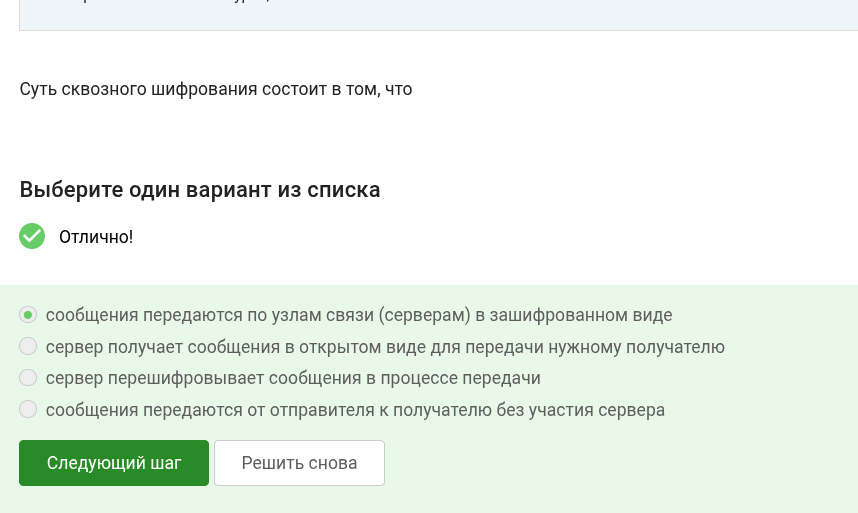 Суть сквозного шифрования состоит в том, что
Выберите один вариант из списка
Отлично!
сообщения передаются по узлам связи (серверам) в зашифрованном виде
сервер получает сообщения в открытом виде для передачи нужному получателю
сервер перешифровывает сообщения в процессе передачи
сообщения передаются от отправителя к получателю без участия сервера
Следующий шаг
Решить снова